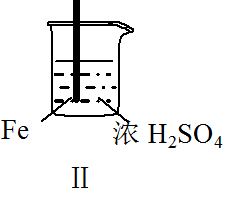 Fe 浓 H₂SO₄
Ⅱ